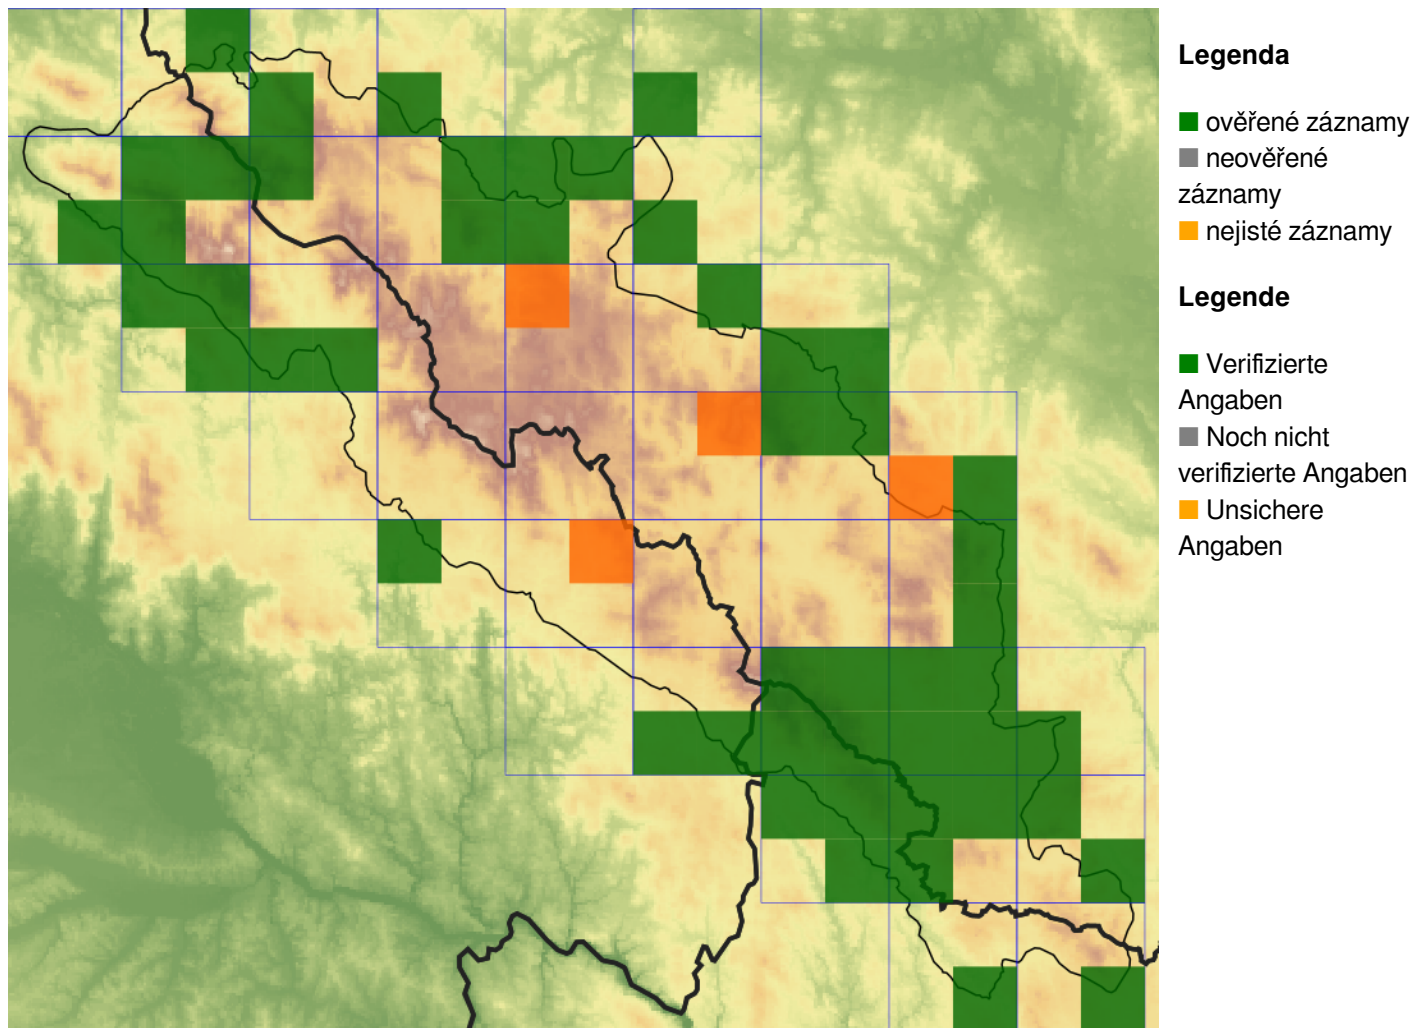 Legenda
ověřené záznamy
neověřené
záznamy
nejisté záznamy
Legende
Verifizierte
Angaben
Noch nicht
verifizierte Angaben
Unsichere
Angaben